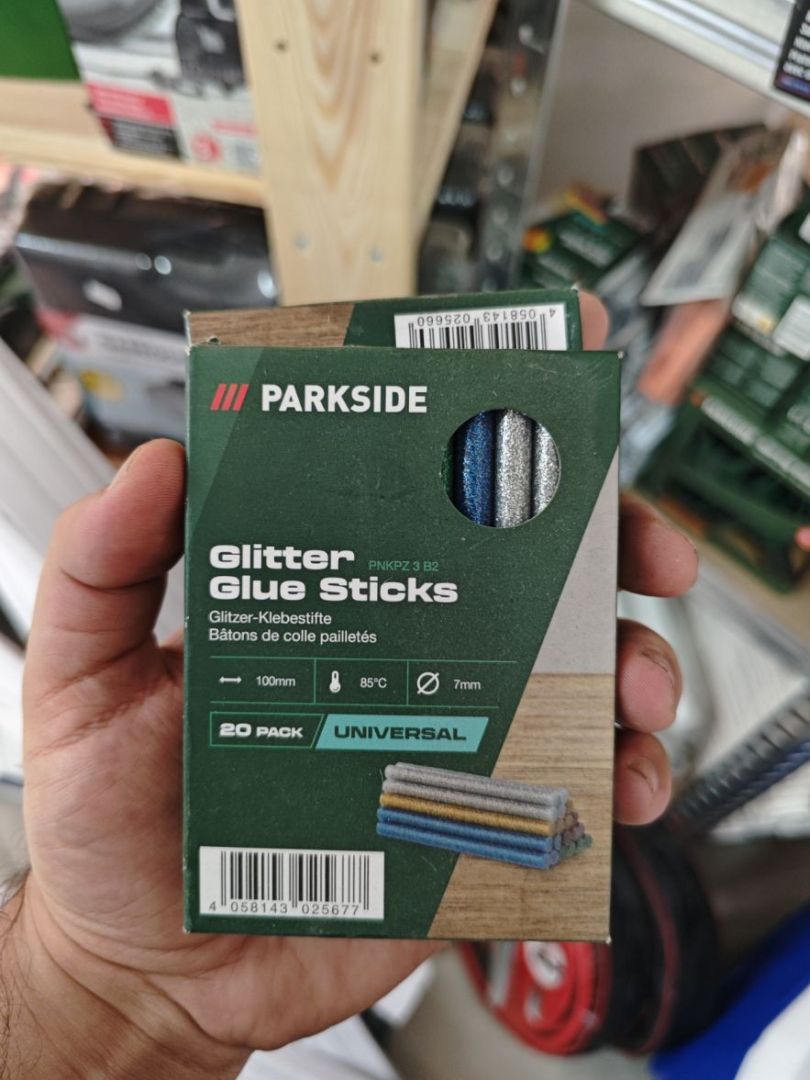 4 058143 025660
PARKSIDE
Glitter PNKPZ 3 B2
Glue Sticks
Glitzer-Klebestifte
Bâtons de colle pailletés
100mm 85°C 7mm
20 PACK UNIVERSAL
4 058143 025677